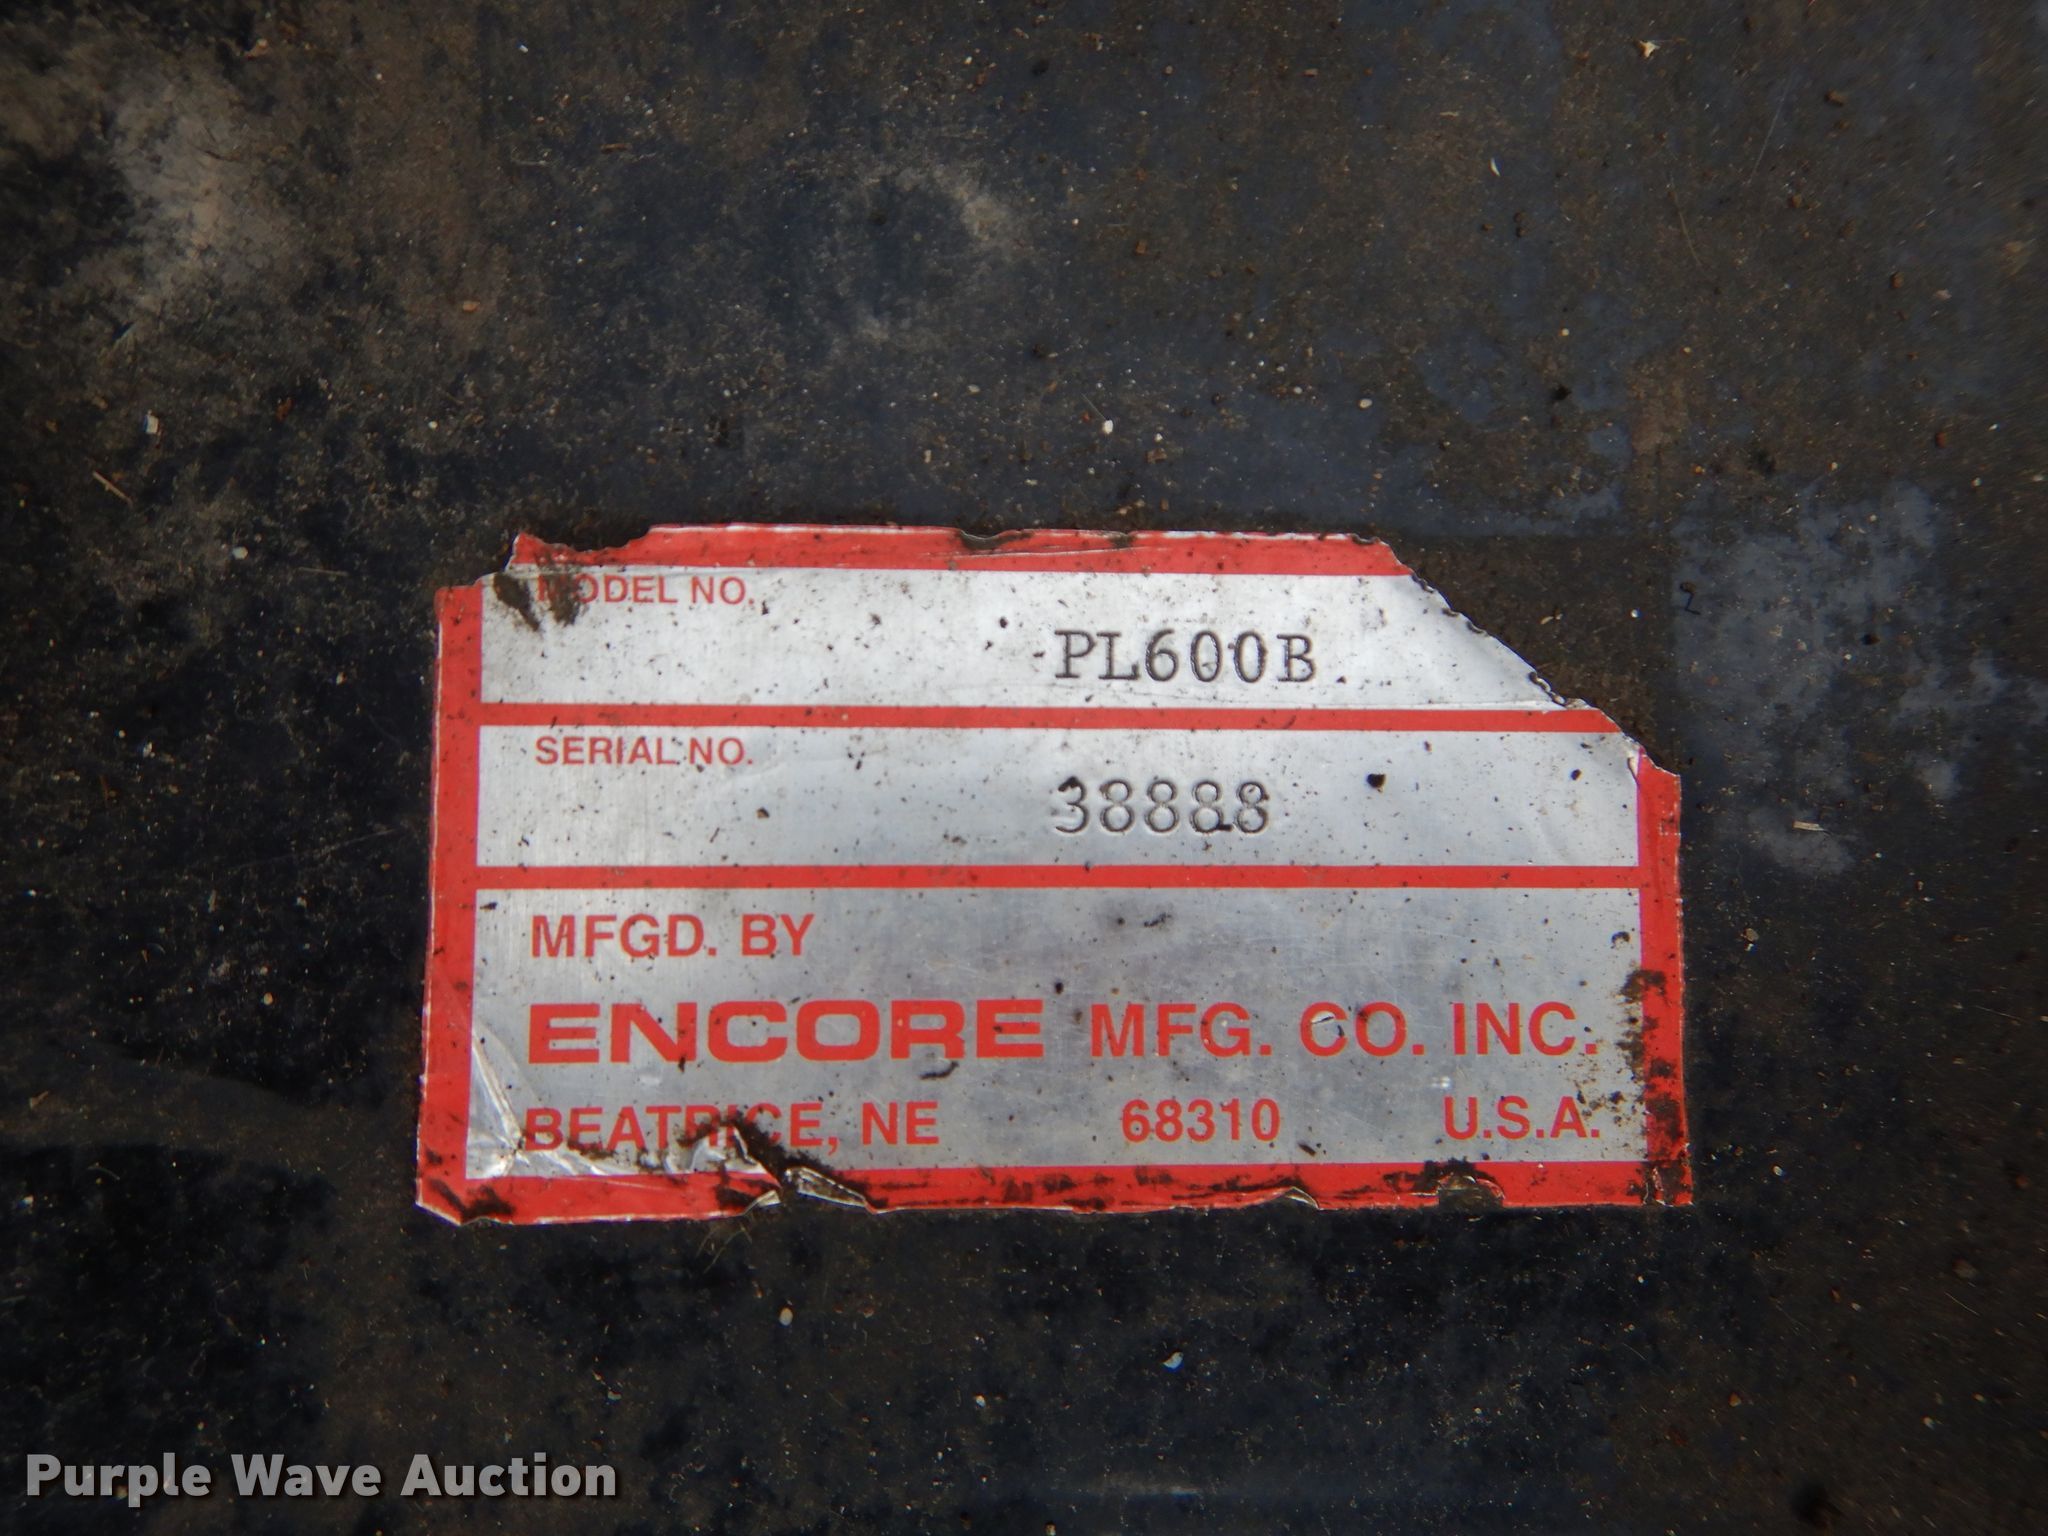 MODEL NO.
PL600B
SERIAL NO.
38888
MFGD. BY
ENCORE MFG. CO. INC.
BEATRICE, NE 68310 U.S.A.
Purple Wave Auction